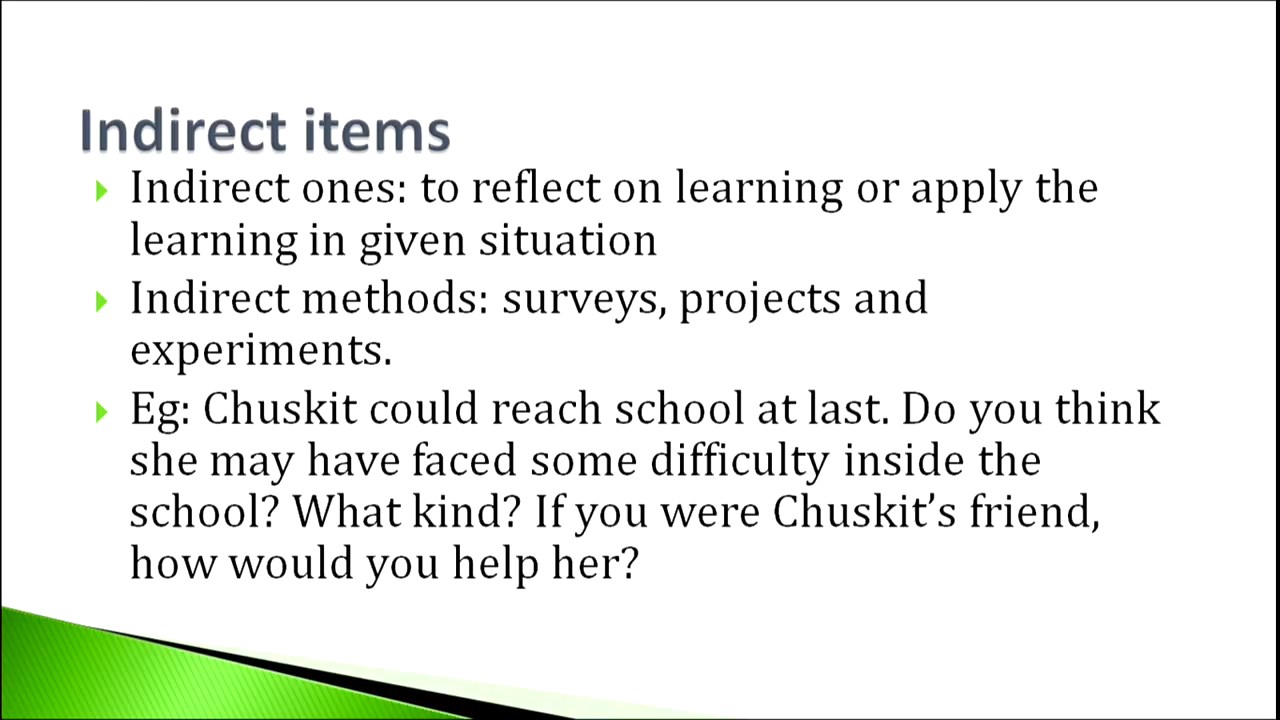 Indirect items
Indirect ones: to reflect on learning or apply the
learning in given situation
Indirect methods: surveys, projects and
experiments.
Eg: Chuskit could reach school at last. Do you think
she may have faced some difficulty inside the
school? What kind? If you were Chuskit’s friend,
how would you help her?